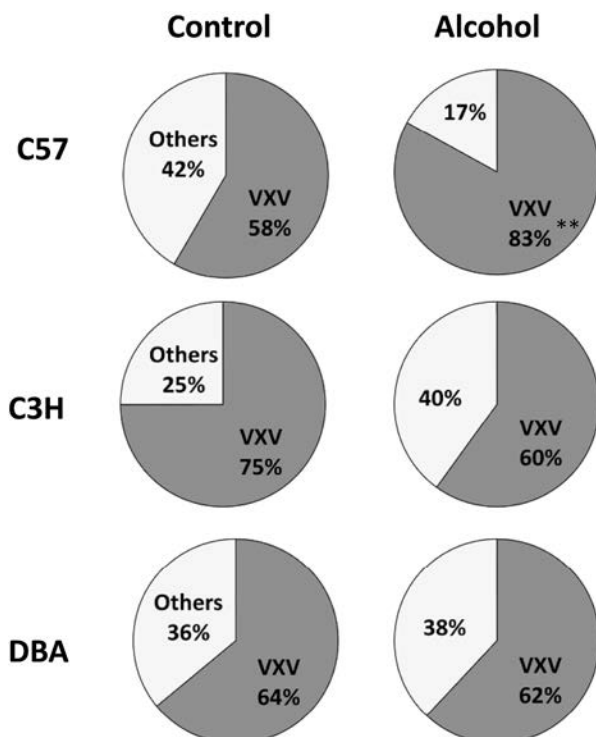 Control
Alcohol
C57
Others
42%
VXV
58%
17%
VXV
83% **
C3H
Others
25%
VXV
75%
40%
VXV
60%
DBA
Others
36%
VXV
64%
38%
VXV
62%